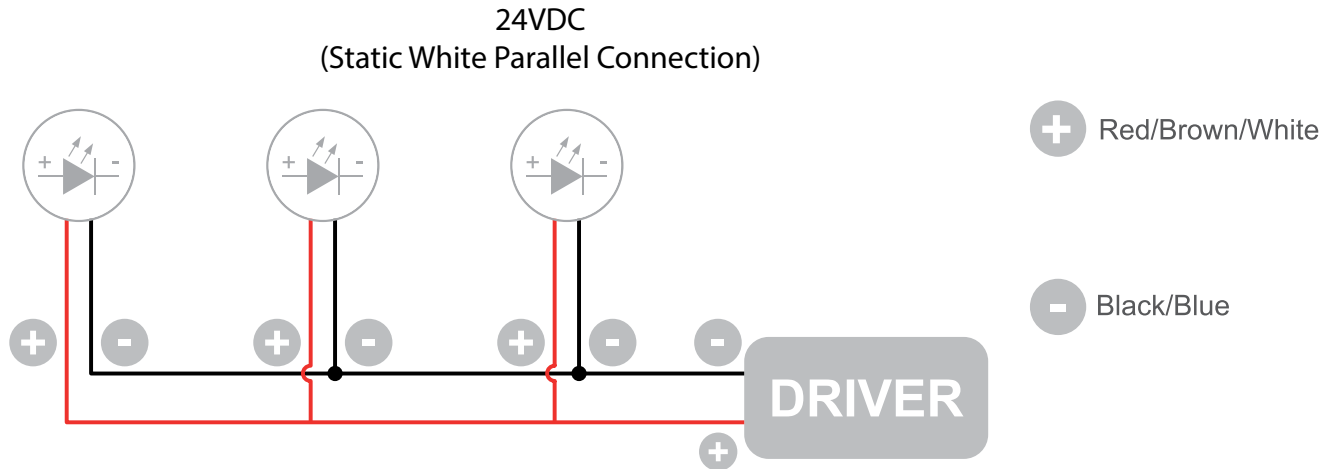 24VDC
(Static White Parallel Connection)
+ - + - + -
+ Red/Brown/White
- Black/Blue
+ - + - + - -
DRIVER
+